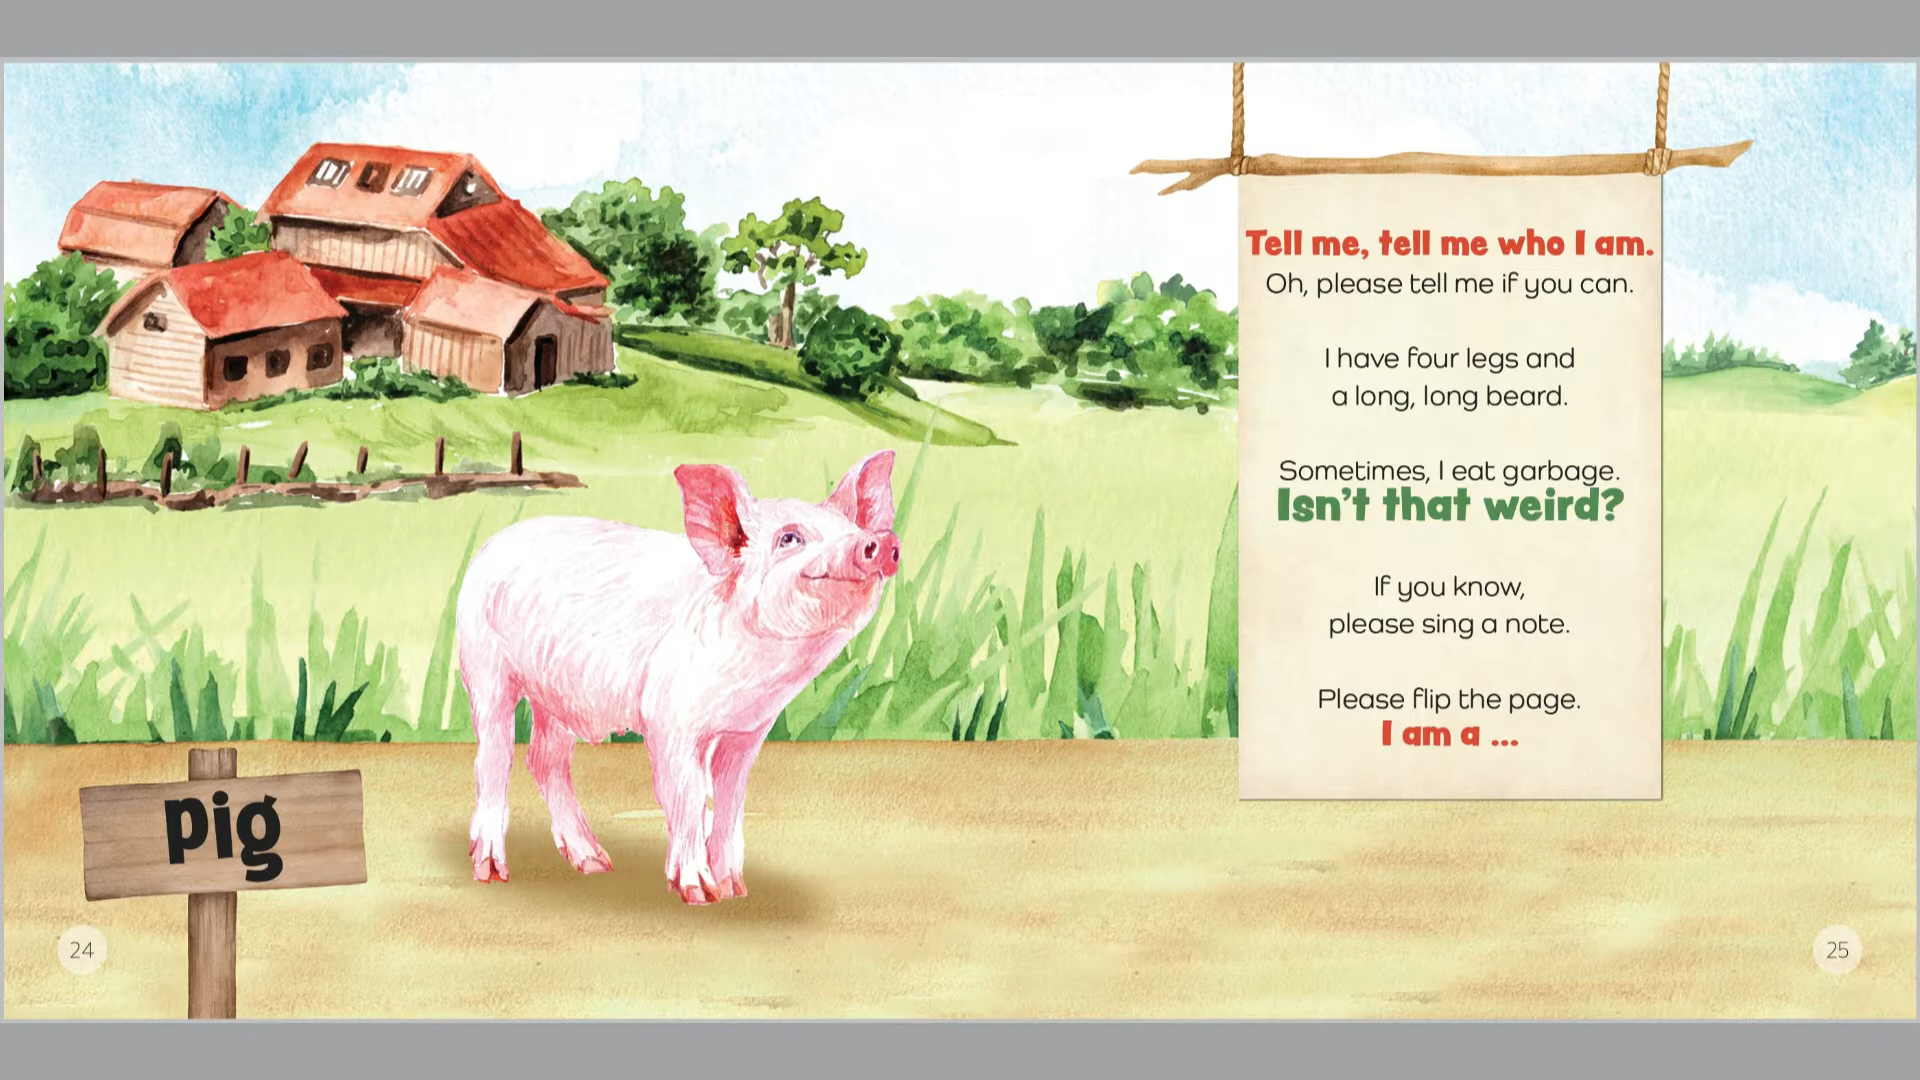 pig
24
Tell me, tell me who I am.
Oh, please tell me if you can.
I have four legs and
a long, long beard.
Sometimes, I eat garbage.
Isn't that weird?
If you know,
please sing a note.
Please flip the page.
I am a ...
25